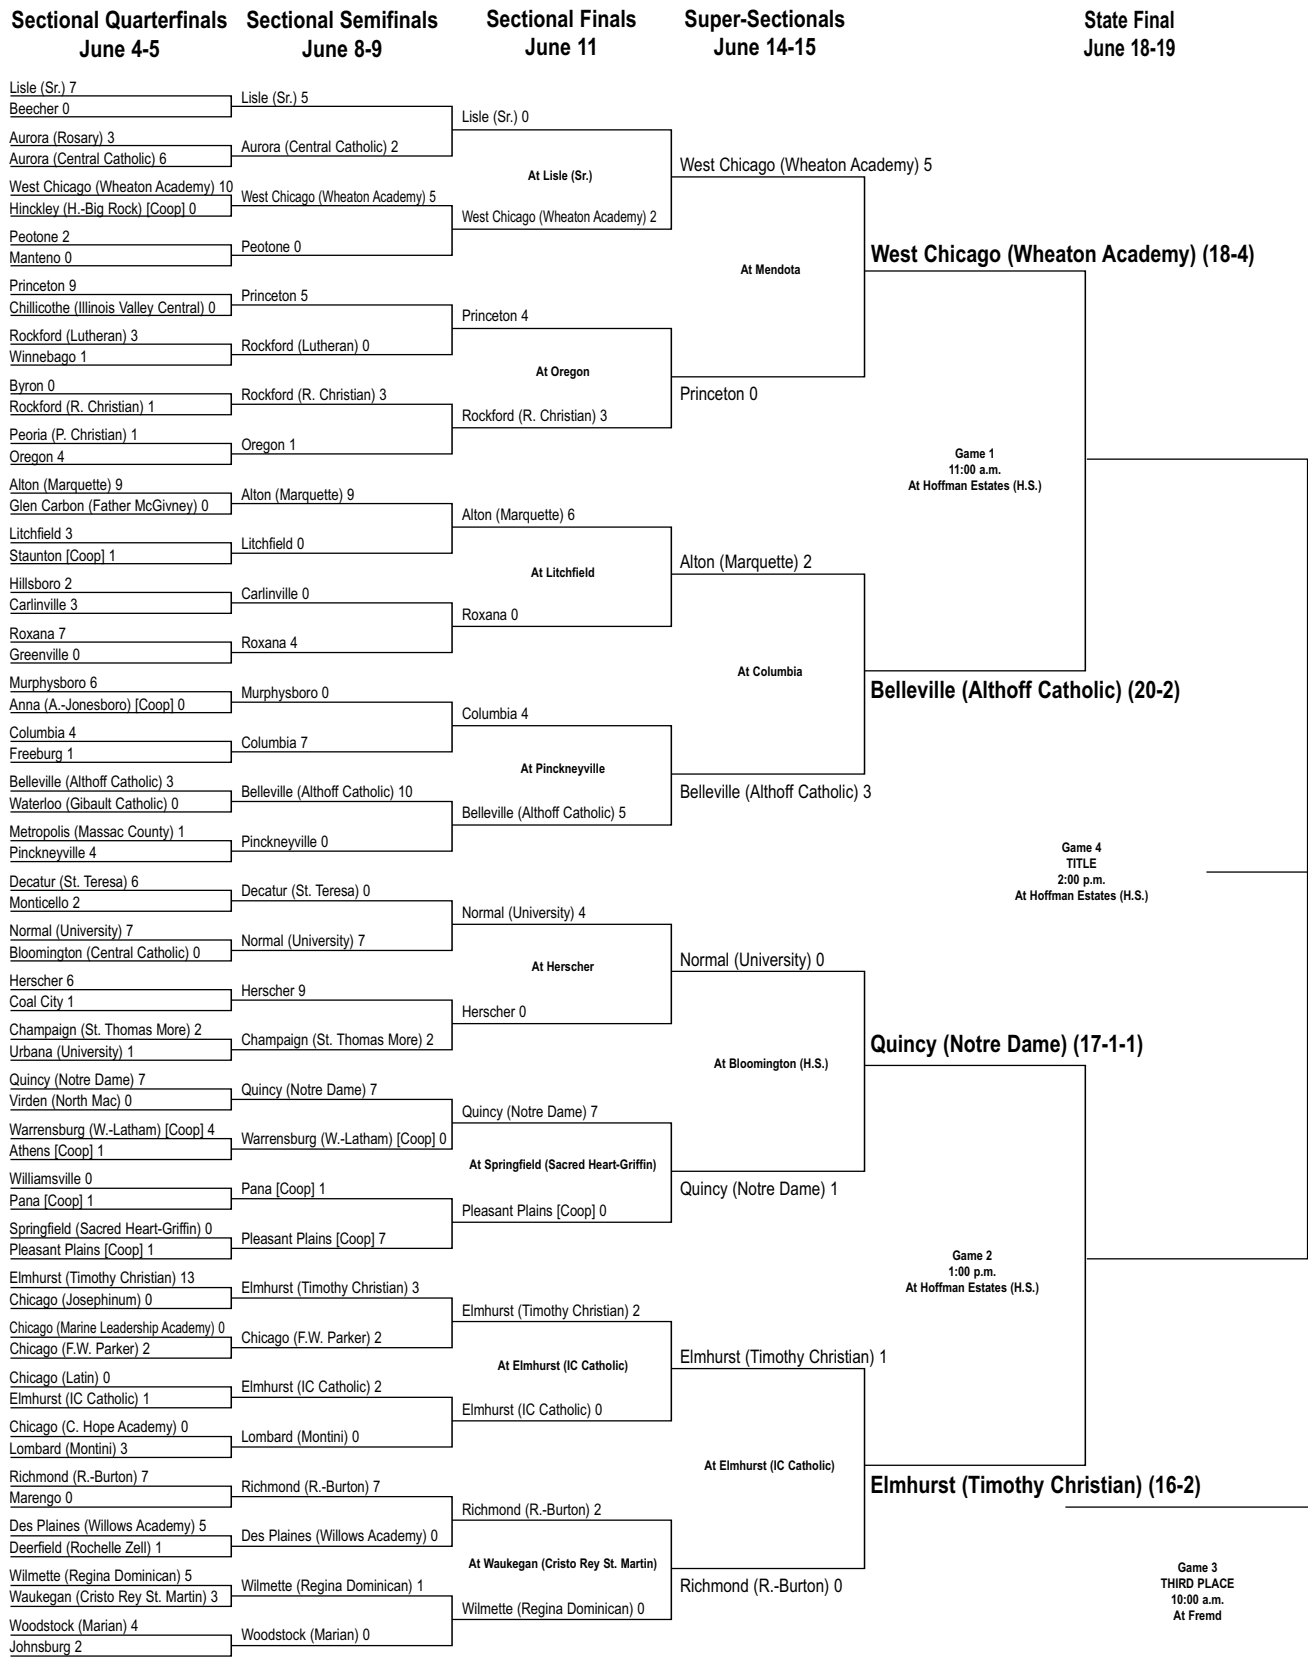 Sectional Quarterfinals
June 4-5
Sectional Semifinals
June 8-9
Sectional Finals
June 11
Super-Sectionals
June 14-15
State Final
June 18-19
Lisle (Sr.) 7
Beecher 0
Aurora (Rosary) 3
Aurora (Central Catholic) 6
West Chicago (Wheaton Academy) 10
Hinckley (H.-Big Rock) [Coop] 0
Peotone 2
Manteno 0
Princeton 9
Chillicothe (Illinois Valley Central) 0
Rockford (Lutheran) 3
Winnebago 1
Byron 0
Rockford (R. Christian) 1
Peoria (P. Christian) 1
Oregon 4
Alton (Marquette) 9
Glen Carbon (Father McGivney) 0
Litchfield 3
Staunton [Coop] 1
Hillsboro 2
Carlinville 3
Roxana 7
Greenville 0
Murphysboro 6
Anna (A.-Jonesboro) [Coop] 0
Columbia 4
Freeburg 1
Belleville (Althoff Catholic) 3
Waterloo (Gibault Catholic) 0
Metropolis (Massac County) 1
Pinckneyville 4
Decatur (St. Teresa) 6
Monticello 2
Normal (University) 7
Bloomington (Central Catholic) 0
Herscher 6
Coal City 1
Champaign (St. Thomas More) 2
Urbana (University) 1
Quincy (Notre Dame) 7
Virden (North Mac) 0
Warrensburg (W.-Latham) [Coop] 4
Athens [Coop] 1
Williamsville 0
Pana [Coop] 1
Springfield (Sacred Heart-Griffin) 0
Pleasant Plains [Coop] 1
Elmhurst (Timothy Christian) 13
Chicago (Josephinum) 0
Chicago (Marine Leadership Academy) 0
Chicago (F.W. Parker) 2
Chicago (Latin) 0
Elmhurst (IC Catholic) 1
Chicago (C. Hope Academy) 0
Lombard (Montini) 3
Richmond (R.-Burton) 7
Marengo 0
Des Plaines (Willows Academy) 5
Deerfield (Rochelle Zell) 1
Wilmette (Regina Dominican) 5
Waukegan (Cristo Rey St. Martin) 3
Woodstock (Marian) 4
Johnsburg 2
Lisle (Sr.) 5
Aurora (Central Catholic) 2
West Chicago (Wheaton Academy) 5
Peotone 0
Princeton 5
Rockford (Lutheran) 0
Rockford (R. Christian) 3
Oregon 1
Alton (Marquette) 9
Litchfield 0
Carlinville 0
Roxana 4
Murphysboro 0
Columbia 7
Belleville (Althoff Catholic) 10
Pinckneyville 0
Decatur (St. Teresa) 0
Normal (University) 7
Herscher 9
Champaign (St. Thomas More) 2
Quincy (Notre Dame) 7
Warrensburg (W.-Latham) [Coop] 0
Pana [Coop] 1
Pleasant Plains [Coop] 7
Elmhurst (Timothy Christian) 3
Chicago (F.W. Parker) 2
Elmhurst (IC Catholic) 2
Lombard (Montini) 0
Richmond (R.-Burton) 7
Des Plaines (Willows Academy) 0
Wilmette (Regina Dominican) 1
Woodstock (Marian) 0
Lisle (Sr.) 0
At Lisle (Sr.)
West Chicago (Wheaton Academy) 2
Princeton 4
At Oregon
Rockford (R. Christian) 3
Alton (Marquette) 6
At Litchfield
Roxana 0
Columbia 4
At Pinckneyville
Belleville (Althoff Catholic) 5
Normal (University) 4
At Herscher
Herscher 0
Quincy (Notre Dame) 7
At Springfield (Sacred Heart-Griffin)
Pleasant Plains [Coop] 0
Elmhurst (Timothy Christian) 2
At Elmhurst (IC Catholic)
Elmhurst (IC Catholic) 0
Richmond (R.-Burton) 2
At Waukegan (Cristo Rey St. Martin)
Wilmette (Regina Dominican) 0
West Chicago (Wheaton Academy) 5
At Mendota
Princeton 0
Alton (Marquette) 2
At Columbia
Belleville (Althoff Catholic) 3
Normal (University) 0
At Bloomington (H.S.)
Quincy (Notre Dame) 1
Elmhurst (Timothy Christian) 1
At Elmhurst (IC Catholic)
Richmond (R.-Burton) 0
West Chicago (Wheaton Academy) (18-4)
Game 1
11:00 a.m.
At Hoffman Estates (H.S.)
Belleville (Althoff Catholic) (20-2)
Game 4
TITLE
2:00 p.m.
At Hoffman Estates (H.S.)
Quincy (Notre Dame) (17-1-1)
Game 2
1:00 p.m.
At Hoffman Estates (H.S.)
Elmhurst (Timothy Christian) (16-2)
Game 3
THIRD PLACE
10:00 a.m.
At Fremd